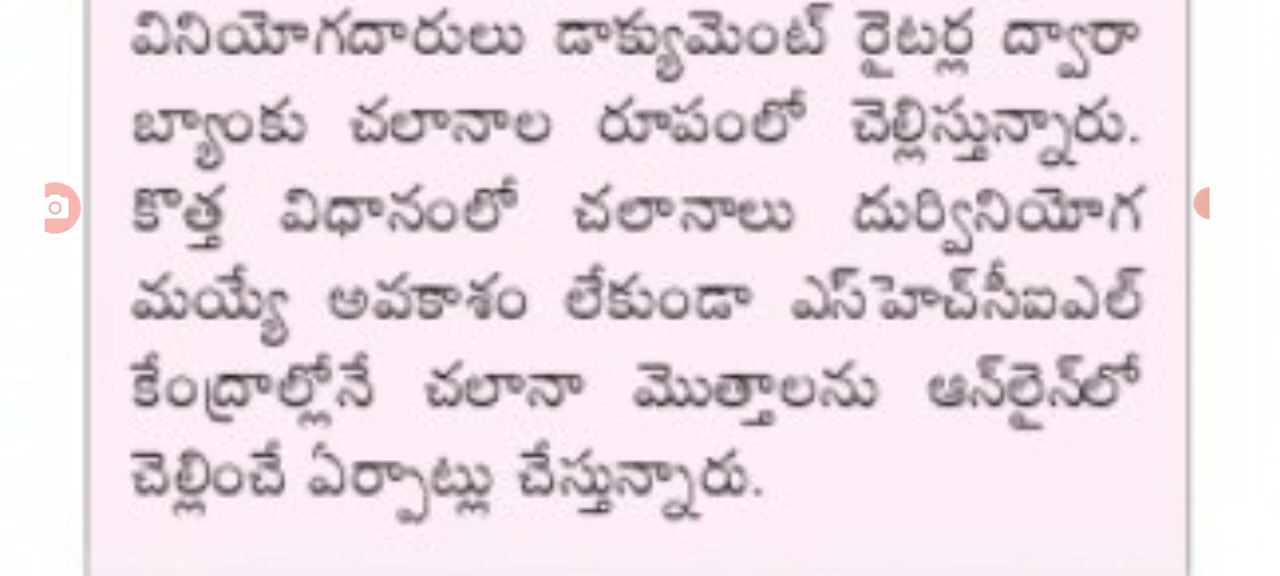 వినియోగదారులు డాక్యుమెంట్ రైటర్ల ద్వారా
బ్యాంకు చలానాల రూపంలో చెల్లిస్తున్నారు.
కొత్త విధానంలో చలానాలు దుర్వినియోగ
మయ్యే అవకాశం లేకుండా ఎస్‌హెచ్‌సీఐఎల్
కేంద్రాల్లోనే చలానా మొత్తాలను ఆన్‌లైన్‌లో
చెల్లించే ఏర్పాట్లు చేస్తున్నారు.